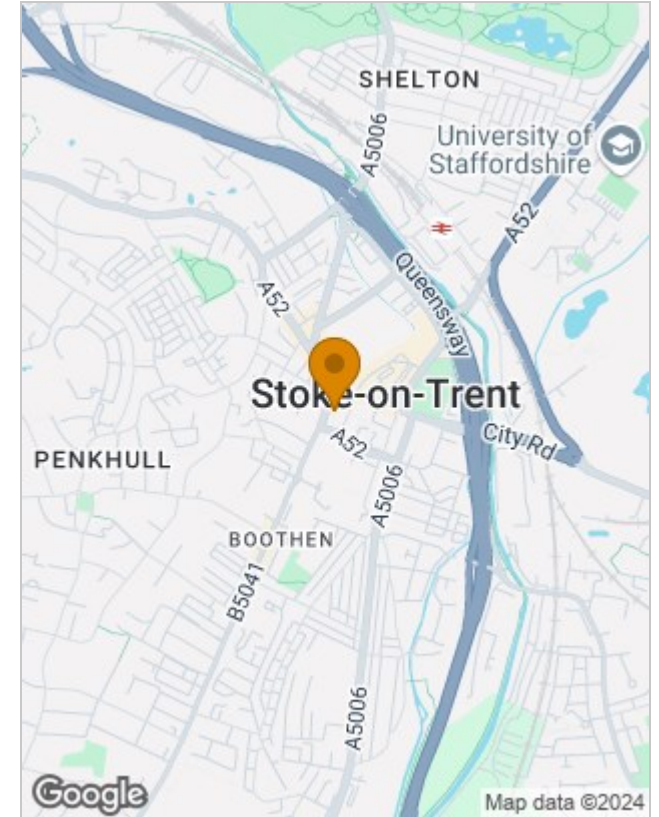 SHELTON
A5006
University of
Staffordshire
A52
Queensway
A52
Stoke-on-Trent
City Rd
A52
PENKHULL
A5006
BOOTHEN
B5041
A5006
Google
Map data ©2024